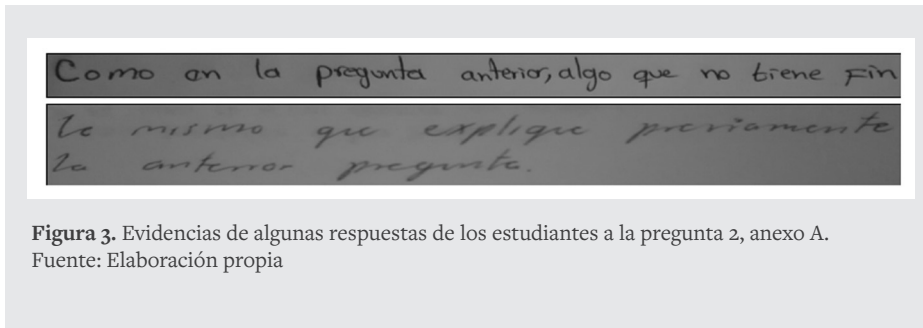 Como en la pregunta anterior, algo que no tiene Fin
lo mismo que explique previamente
la anterior pregunta.
Figura 3. Evidencias de algunas respuestas de los estudiantes a la pregunta 2, anexo A.
Fuente: Elaboración propia